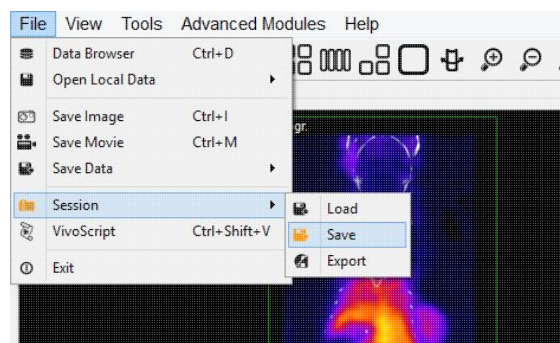 File View Tools Advanced Modules Help
Data Browser Ctrl+D
Open Local Data
gr.
Save Image Ctrl+I
Save Movie Ctrl+M
Save Data
Session
Load
VivoScript Ctrl+Shift+V
Save
Exit
Export